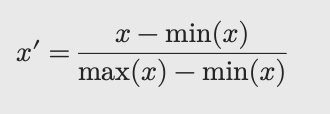 x′ = (x − min(x)) / (max(x) − min(x))